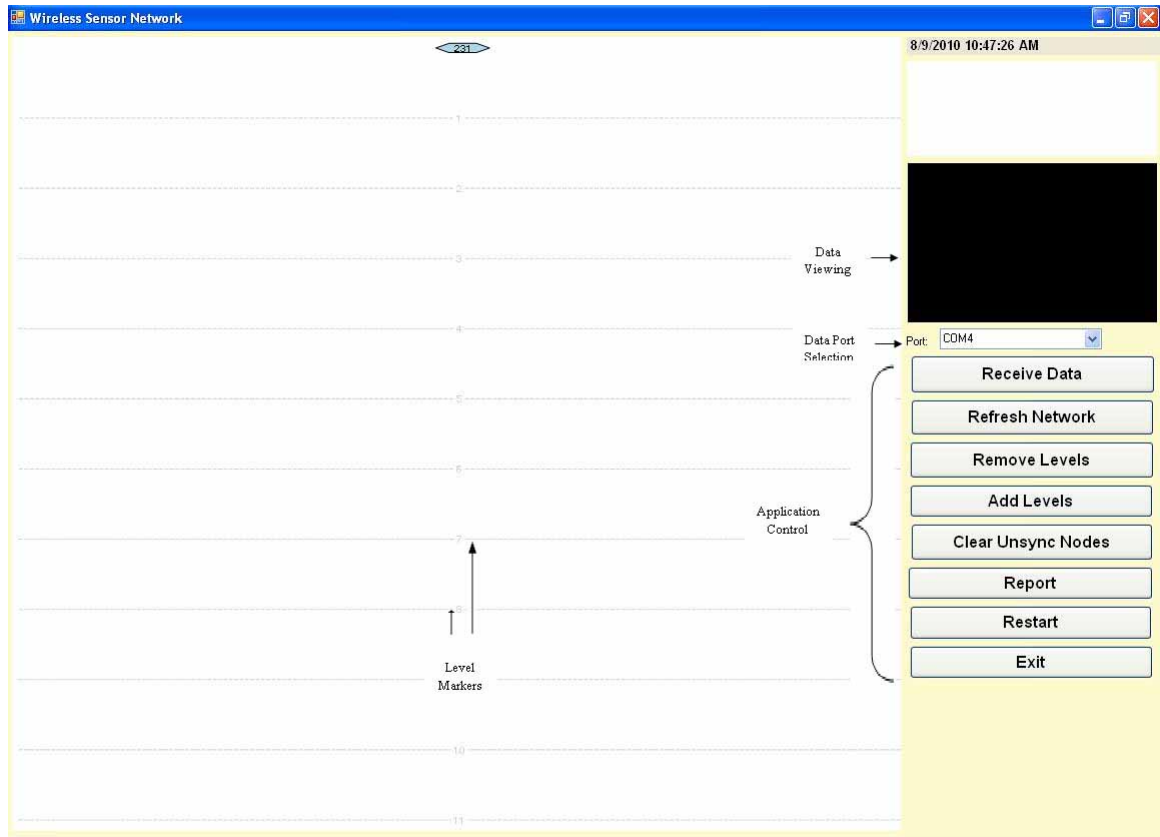 Wireless Sensor Network
231
8/9/2010 10:47:26 AM
1
2
3
Data
Viewing
4
Data Port
Selection
Port:
COM4
Receive Data
5
Refresh Network
6
Remove Levels
Add Levels
Application
Control
7
Clear Unsync Nodes
Report
8
Restart
Level
Markers
Exit
10
11